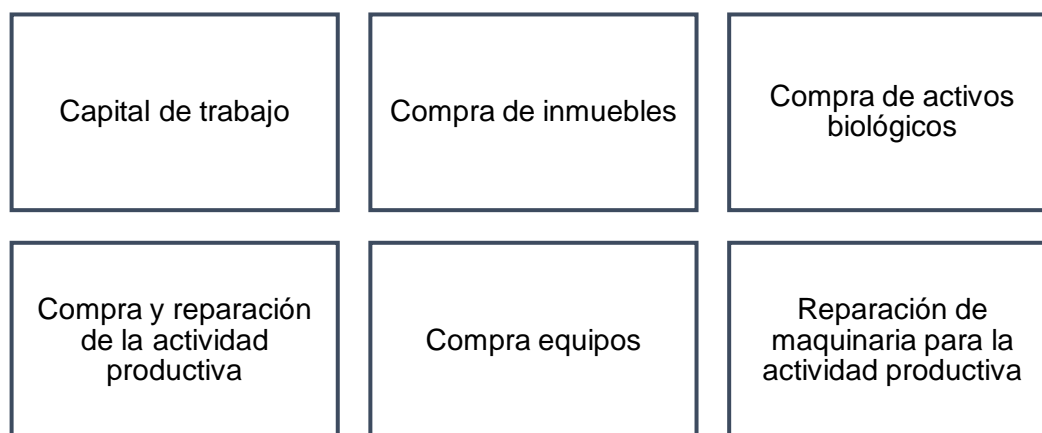 Capital de trabajo
Compra de inmuebles
Compra de activos
biológicos
Compra y reparación
de la actividad
productiva
Compra equipos
Reparación de
maquinaria para la
actividad productiva